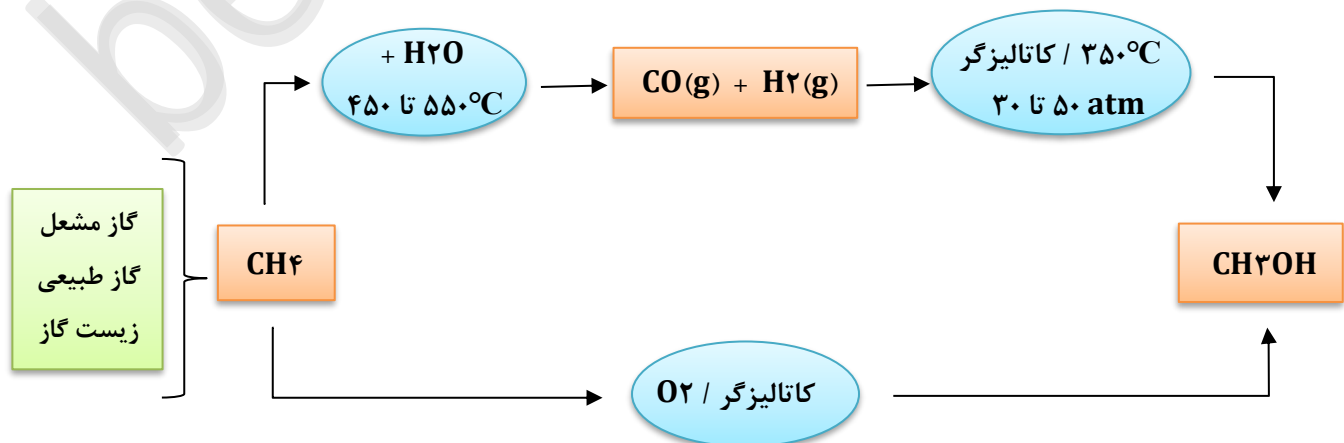 + H۲O
۴۵۰ تا ۵۵۰°C
CO(g) + H۲(g)
۳۵۰°C / کاتالیزگر
۳۰ تا ۵۰ atm
گاز مشعل
گاز طبیعی
زیست گاز
CH۴
CH۳OH
O۲ / کاتالیزگر